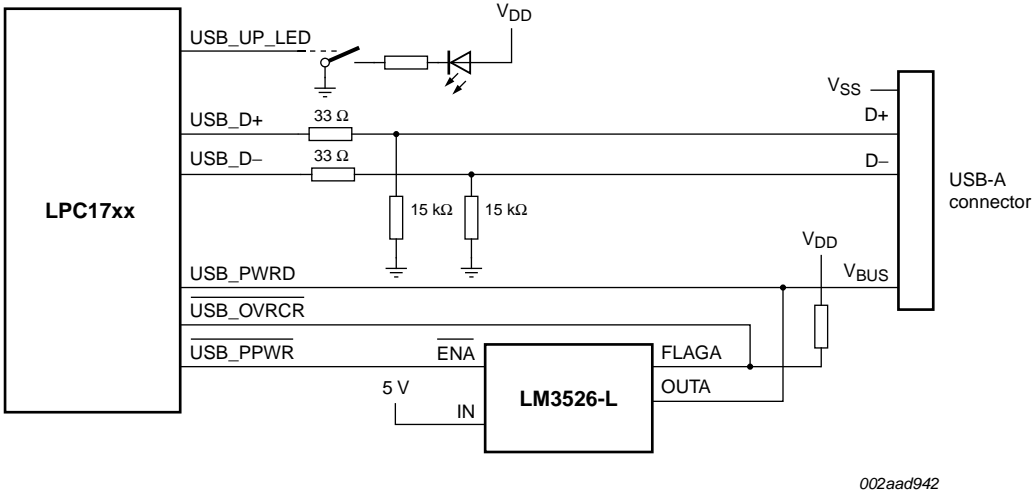 V_DD
USB_UP_LED
V_SS
33 Ω
USB_D+
D+
33 Ω
USB_D−
D−
USB-A
connector
LPC17xx
15 kΩ
15 kΩ
V_DD
USB_PWRD
V_BUS
USB_OVRCR
USB_PPWR
ENA
FLAGA
5 V
OUTA
LM3526-L
IN
002aad942